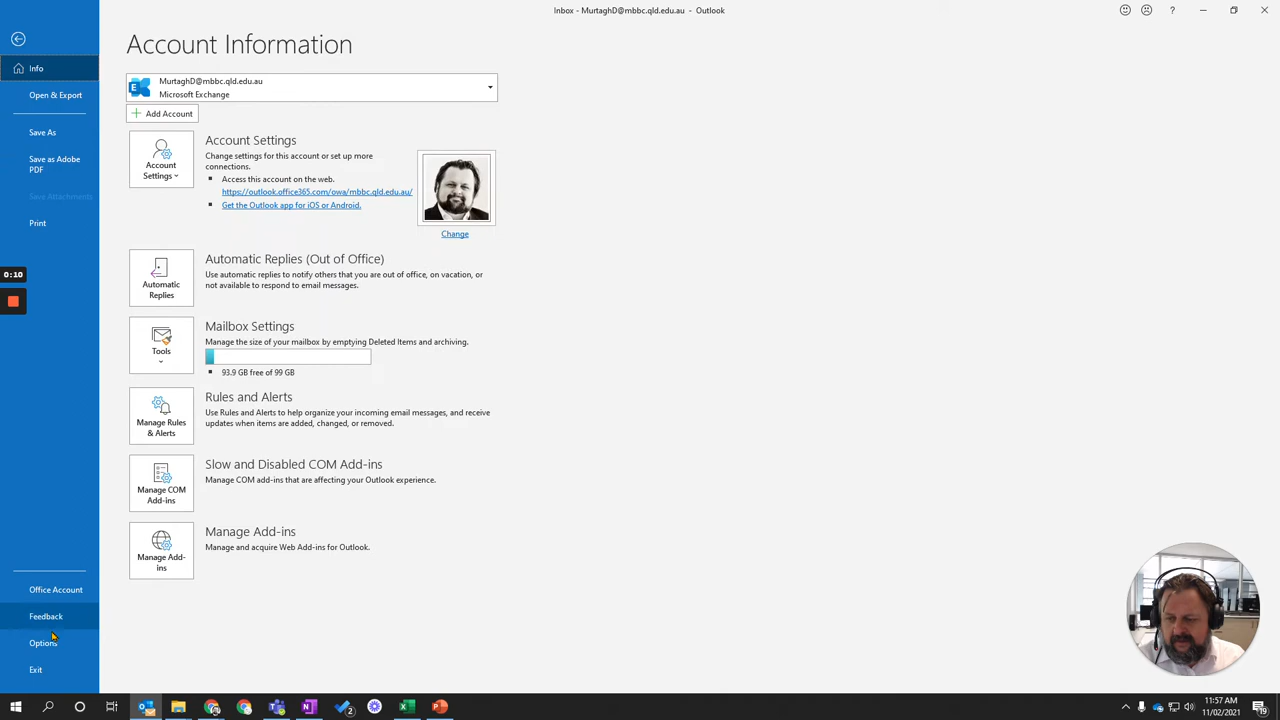 Inbox - MurtaghD@mbbc.qld.edu.au - Outlook
?
Account Information
Info
Open & Export
Save As
Save as Adobe
PDF
Save Attachments
Print
0:10
Office Account
Feedback
Options
Exit
MurtaghD@mbbc.qld.edu.au
Microsoft Exchange
Add Account
Account
Settings
Account Settings
Change settings for this account or set up more
connections.
Access this account on the web.
https://outlook.office365.com/owa/mbbc.qld.edu.au/
Get the Outlook app for iOS or Android.
Change
Automatic
Replies
Automatic Replies (Out of Office)
Use automatic replies to notify others that you are out of office, on vacation, or
not available to respond to email messages.
Tools
Mailbox Settings
Manage the size of your mailbox by emptying Deleted Items and archiving.
93.9 GB free of 99 GB
Manage Rules
& Alerts
Rules and Alerts
Use Rules and Alerts to help organize your incoming email messages, and receive
updates when items are added, changed, or removed.
Manage COM
Add-ins
Slow and Disabled COM Add-ins
Manage COM add-ins that are affecting your Outlook experience.
Manage Add-
ins
Manage Add-ins
Manage and acquire Web Add-ins for Outlook.
2
11:57 AM
11/02/2021
19